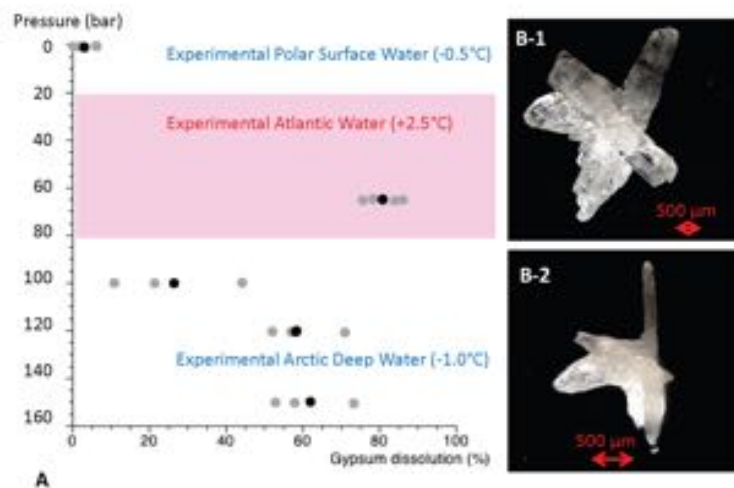 Pressure (bar)
0
20
40
60
80
100
120
140
160
Experimental Polar Surface Water (-0.5°C)
Experimental Atlantic Water (+2.5°C)
Experimental Arctic Deep Water (-1.0°C)
0
20
40
60
80
100
Gypsum dissolution (%)
A
B-1
500 µm
B-2
500 µm